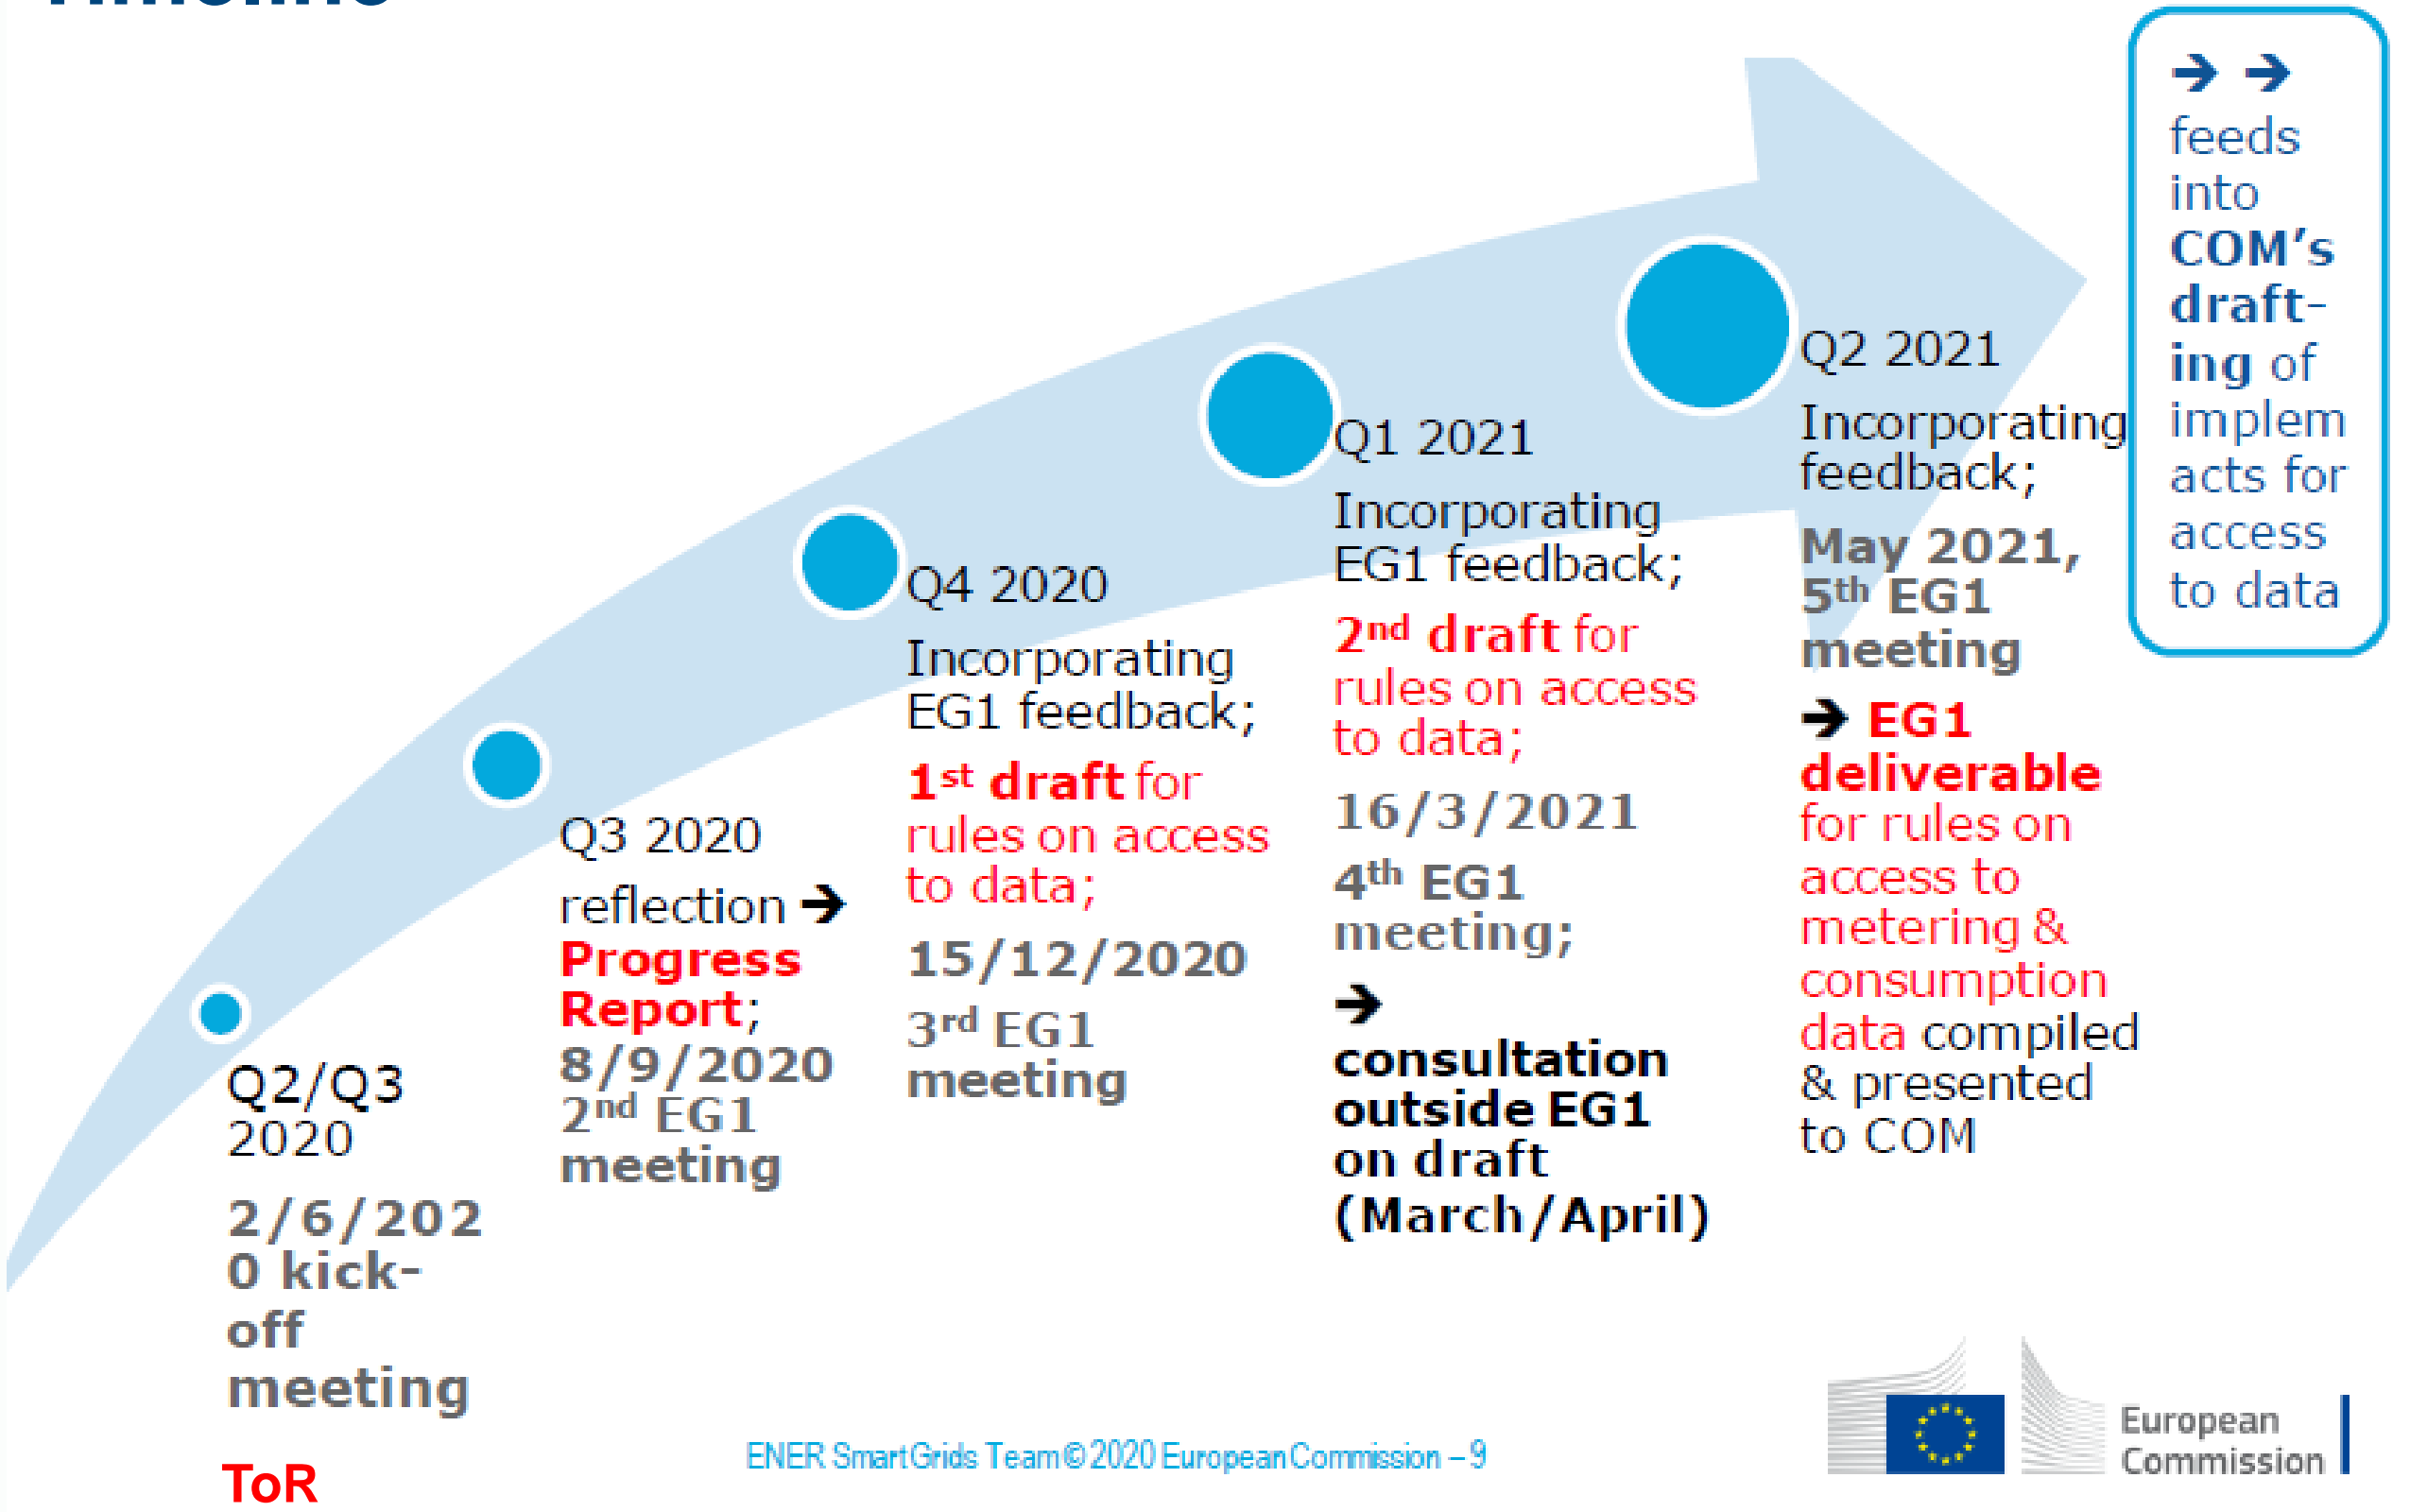 Timeline
Q2/Q3
2020
2/6/202
0 kick-
off
meeting
ToR
Q3 2020
reflection ➔
Progress
Report;
8/9/2020
2nd EG1
meeting
Q4 2020
Incorporating
EG1 feedback;
1st draft for
rules on access
to data;
15/12/2020
3rd EG1
meeting
Q1 2021
Incorporating
EG1 feedback;
2nd draft for
rules on access
to data;
16/3/2021
4th EG1
meeting;
➔
consultation
outside EG1
on draft
(March/April)
Q2 2021
Incorporating
feedback;
May 2021,
5th EG1
meeting
➔ EG1
deliverable
for rules on
access to
metering &
consumption
data compiled
& presented
to COM
➔ ➔
feeds
into
COM’s
draft-
ing of
implem
acts for
access
to data
ENER SmartGrids Team © 2020 European Commission – 9
European
Commission